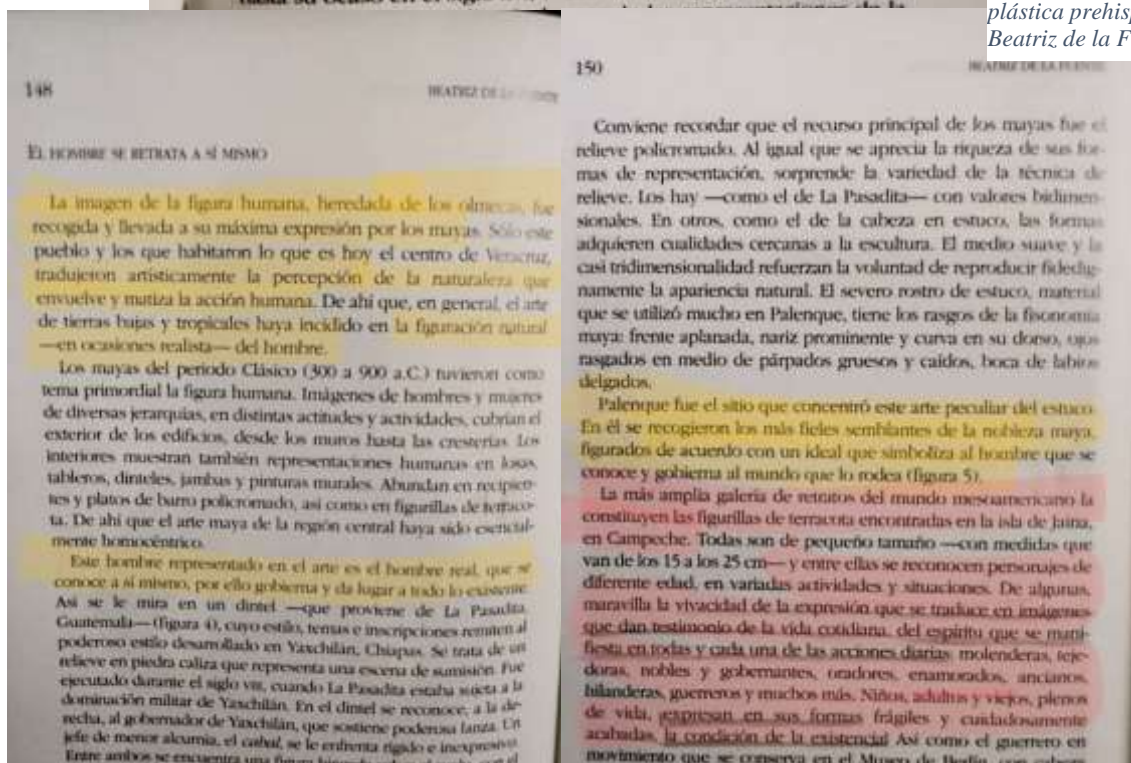 plástica prehis
Beatriz de la F
148
BEATRIZ DE
EL HOMBRE SE RETRATA A SÍ MISMO
La imagen de la figura humana, heredada de los olmecas, fue
recogida y llevada a su máxima expresión por los mayas. Sólo este
pueblo y los que habitaron lo que es hoy el centro de Veracruz,
tradujeron artísticamente la percepción de la naturaleza que
envuelve y matiza la acción humana. De ahí que, en general, el arte
de tierras bajas y tropicales haya incidido en la figuración natural
—en ocasiones realista— del hombre.
Los mayas del periodo Clásico (300 a 900 a.C.) tuvieron como
tema primordial la figura humana. Imágenes de hombres y mujeres
de diversas jerarquías, en distintas actitudes y actividades, cubrían el
exterior de los edificios, desde los muros hasta las cresterías. Los
interiores muestran también representaciones humanas en losas,
tableros, dinteles, jambas y pinturas murales. Abundan en recipien-
tes y platos de barro policromado, así como en figurillas de terraco-
ta. De ahí que el arte maya de la región central haya sido esencial-
mente homocéntrico.
Este hombre representado en el arte es el hombre real, que se
conoce a sí mismo, por ello gobierna y da lugar a todo lo existente.
Así se le mira en un dintel —que proviene de La Pasadita,
Guatemala— (figura 4), cuyo estilo, temas e inscripciones remiten al
poderoso estilo desarrollado en Yaxchilán, Chiapas. Se trata de un
relieve en piedra caliza que representa una escena de sumisión. Fue
ejecutado durante el siglo VIII, cuando La Pasadita estaba sujeta a la
dominación militar de Yaxchilán. En el dintel se reconoce, a la de-
recha, al gobernador de Yaxchilán, que sostiene poderosa lanza. Un
jefe de menor alcurnia, el cahal, se le enfrenta rígido e inexpresivo.
Entre ambos se encuentra una figura
150
BEATRIZ DE LA FUENTE
Conviene recordar que el recurso principal de los mayas fue el
relieve policromado. Al igual que se aprecia la riqueza de sus for-
mas de representación, sorprende la variedad de la técnica de
relieve. Los hay —como el de La Pasadita— con valores bidimen-
sionales. En otros, como el de la cabeza en estuco, las formas
adquieren cualidades cercanas a la escultura. El medio suave y la
casi tridimensionalidad refuerzan la voluntad de reproducir fidedig-
namente la apariencia natural. El severo rostro de estuco, material
que se utilizó mucho en Palenque, tiene los rasgos de la fisonomía
maya: frente aplanada, nariz prominente y curva en su dorso, ojos
rasgados en medio de párpados gruesos y caídos, boca de labios
delgados.
Palenque fue el sitio que concentró este arte peculiar del estuco.
En él se recogieron los más fieles semblantes de la nobleza maya,
figurados de acuerdo con un ideal que simboliza al hombre que se
conoce y gobierna al mundo que lo rodea (figura 5).
La más amplia galería de retratos del mundo mesoamericano la
constituyen las figurillas de terracota encontradas en la isla de Jaina,
en Campeche. Todas son de pequeño tamaño —con medidas que
van de los 15 a los 25 cm— y entre ellas se reconocen personajes de
diferente edad, en variadas actividades y situaciones. De algunas,
maravilla la vivacidad de la expresión que se traduce en imágenes
que dan testimonio de la vida cotidiana, del espíritu que se mani-
fiesta en todas y cada una de las acciones diarias: molenderas, teje-
doras, nobles y gobernantes, oradores, enamorados, ancianos,
hilanderas, guerreros y muchos más. Niños, adultos y viejos, plenos
de vida, expresan en sus formas frágiles y cuidadosamente
acabadas, la condición de la existencia! Así como el guerrero en
movimiento que se conserva en el Museo de Berlín